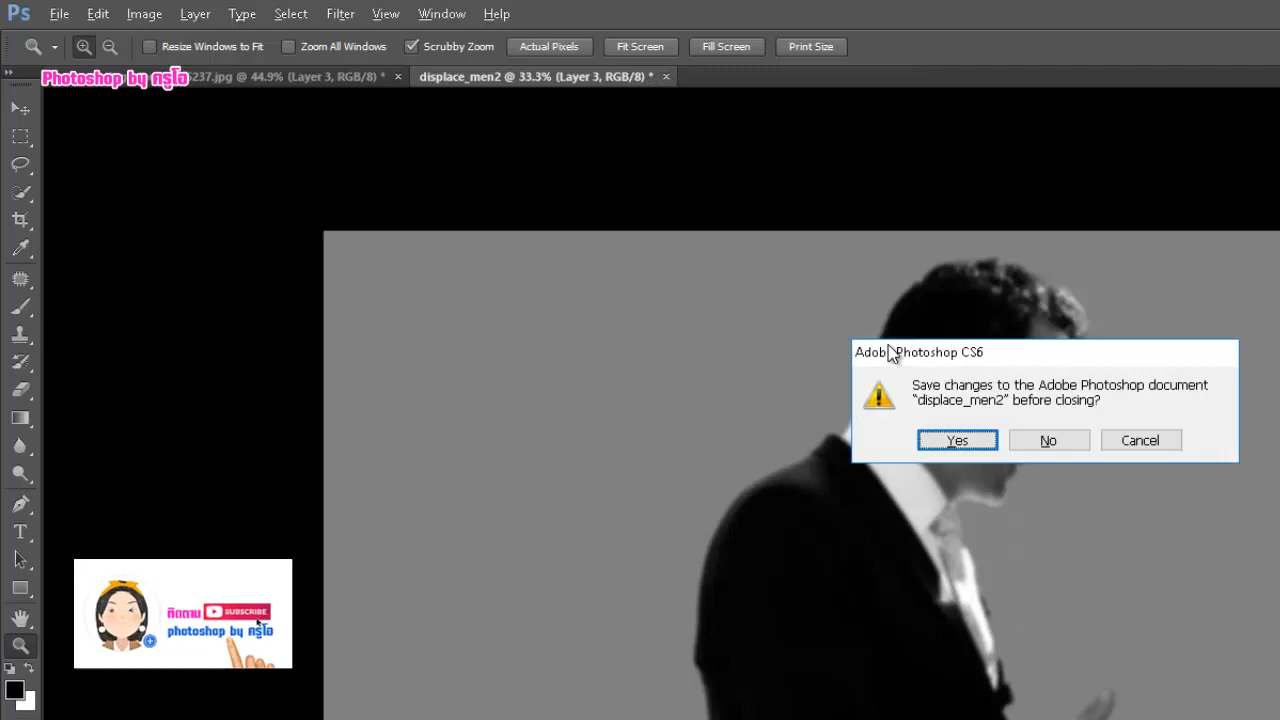 Ps File Edit Image Layer Type Select Filter View Window Help
Resize Windows to Fit Zoom All Windows Scrubby Zoom Actual Pixels Fit Screen Fill Screen Print Size
Photoshop by ครูโอ 237.jpg @ 44.9% (Layer 3, RGB/8) * × displace_men2 @ 33.3% (Layer 3, RGB/8) * ×
Adobe Photoshop CS6
Save changes to the Adobe Photoshop document
“displace_men2” before closing?
Yes No Cancel
ติดตาม SUBSCRIBE
photoshop by ครูโอ